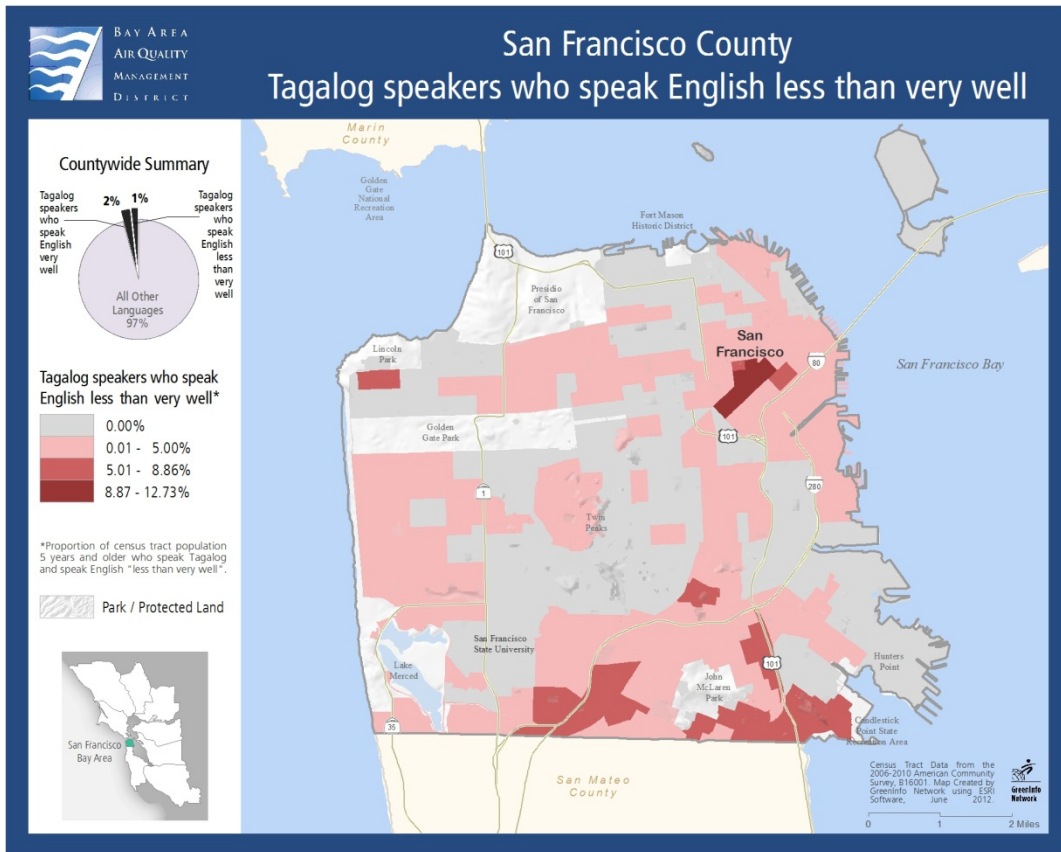 BAY AREA
AIR QUALITY
MANAGEMENT
DISTRICT
San Francisco County
Tagalog speakers who speak English less than very well
Countywide Summary
Tagalog
speakers
who
speak
English
very
well
2%
1%
Tagalog
speakers
who
speak
English
less
than
very
well
All Other
Languages
97%
Tagalog speakers who speak
English less than very well*
0.00%
0.01 - 5.00%
5.01 - 8.86%
8.87 - 12.73%
*Proportion of census tract population
5 years and older who speak Tagalog
and speak English "less than very well".
Park / Protected Land
San Francisco
Bay Area
Marin
County
Golden
Gate
National
Recreation
Area
Fort Mason
Historic District
101
Presidio
of San
Francisco
Lincoln
Park
San
Francisco
80
San Francisco Bay
Golden
Gate Park
101
1
280
Twin
Peaks
San Francisco
State University
Lake
Merced
John
McLaren
Park
101
Hunters
Point
35
Candlestick
Point State
Recreation Area
San Mateo
County
Census Tract Data from the
2006-2010 American Community
Survey, B16001. Map Created by
GreenInfo Network using ESRI
Software, June 2012.
GreenInfo
Network
0 1 2 Miles